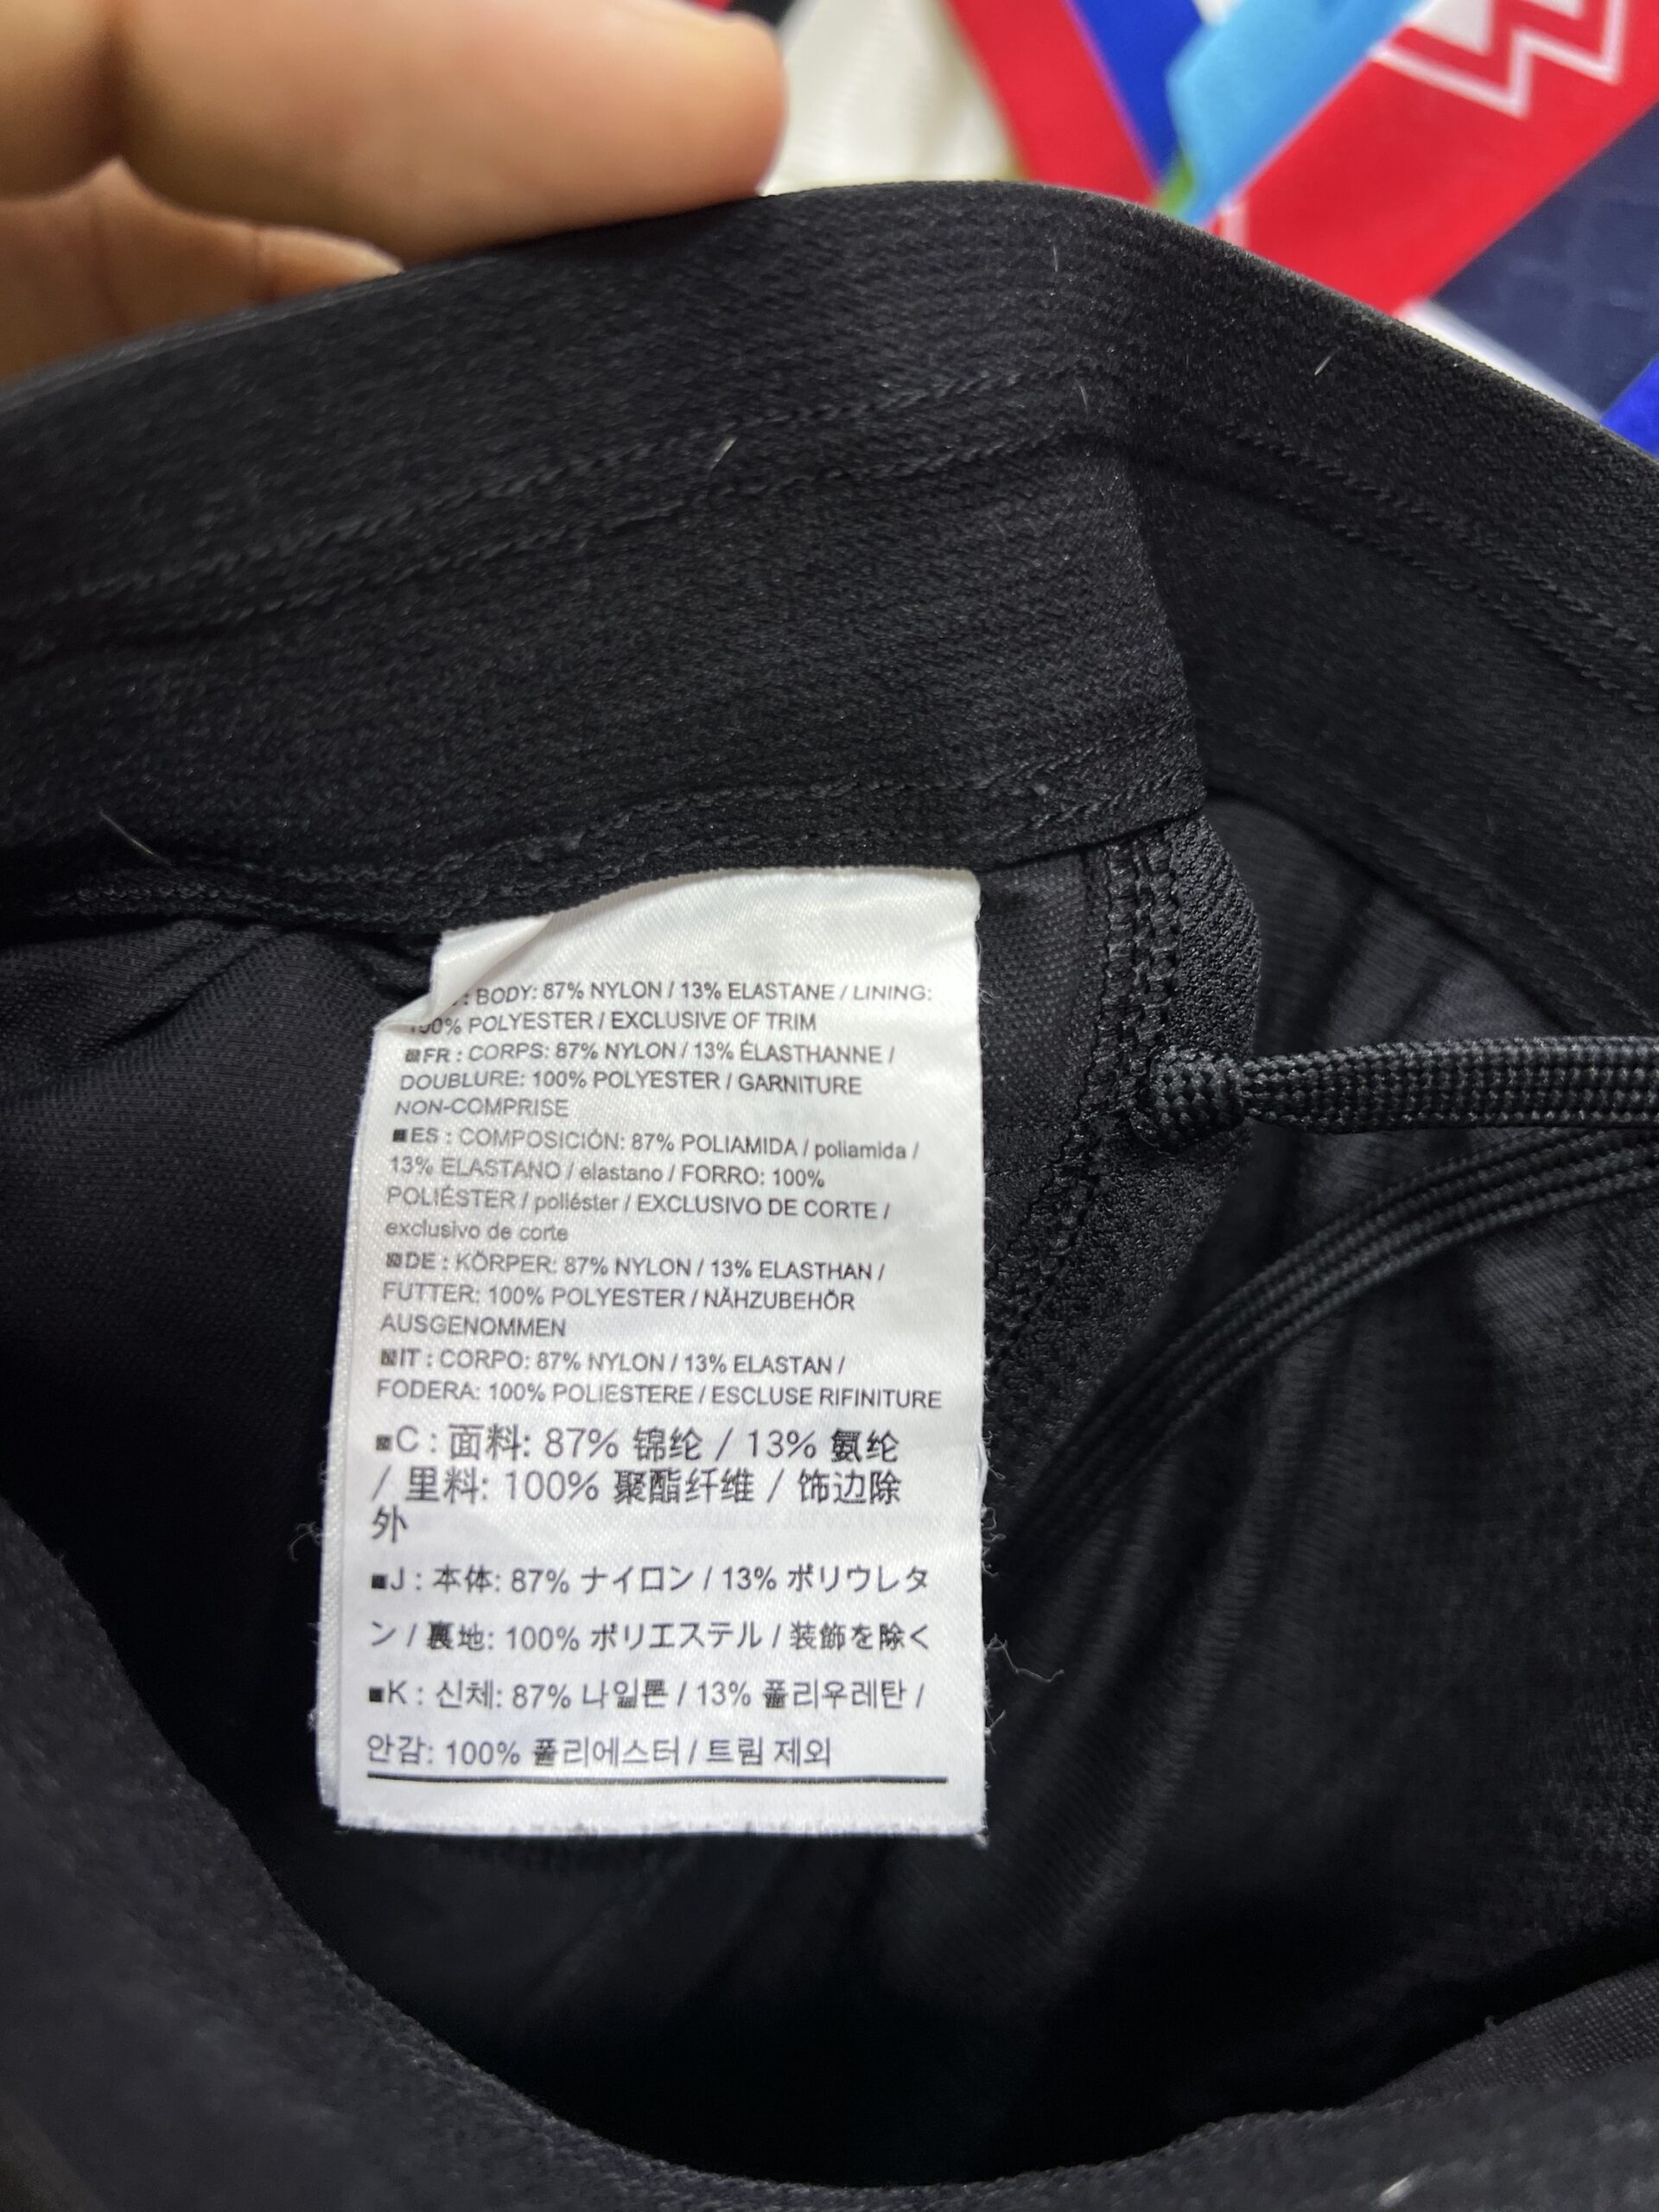 : BODY: 87% NYLON / 13% ELASTANE / LINING:
100% POLYESTER / EXCLUSIVE OF TRIM
FR : CORPS: 87% NYLON / 13% ÉLASTHANNE /
DOUBLURE: 100% POLYESTER / GARNITURE
NON-COMPRISE
■ES : COMPOSICIÓN: 87% POLIAMIDA / poliamida /
13% ELASTANO / elastano / FORRO: 100%
POLIÉSTER / poliéster / EXCLUSIVO DE CORTE /
exclusivo de corte
DE : KÖRPER: 87% NYLON / 13% ELASTHAN /
FUTTER: 100% POLYESTER / NÄHZUBEHÖR
AUSGENOMMEN
IT : CORPO: 87% NYLON / 13% ELASTAN /
FODERA: 100% POLIESTERE / ESCLUSE RIFINITURE
■C : 面料: 87% 锦纶 / 13% 氨纶
/ 里料: 100% 聚酯纤维 / 饰边除
外
■J : 本体: 87% ナイロン / 13% ポリウレタ
ン / 裏地: 100% ポリエステル / 装飾を除く
■K : 신체: 87% 나일론 / 13% 폴리우레탄 /
안감: 100% 폴리에스터 / 트림 제외